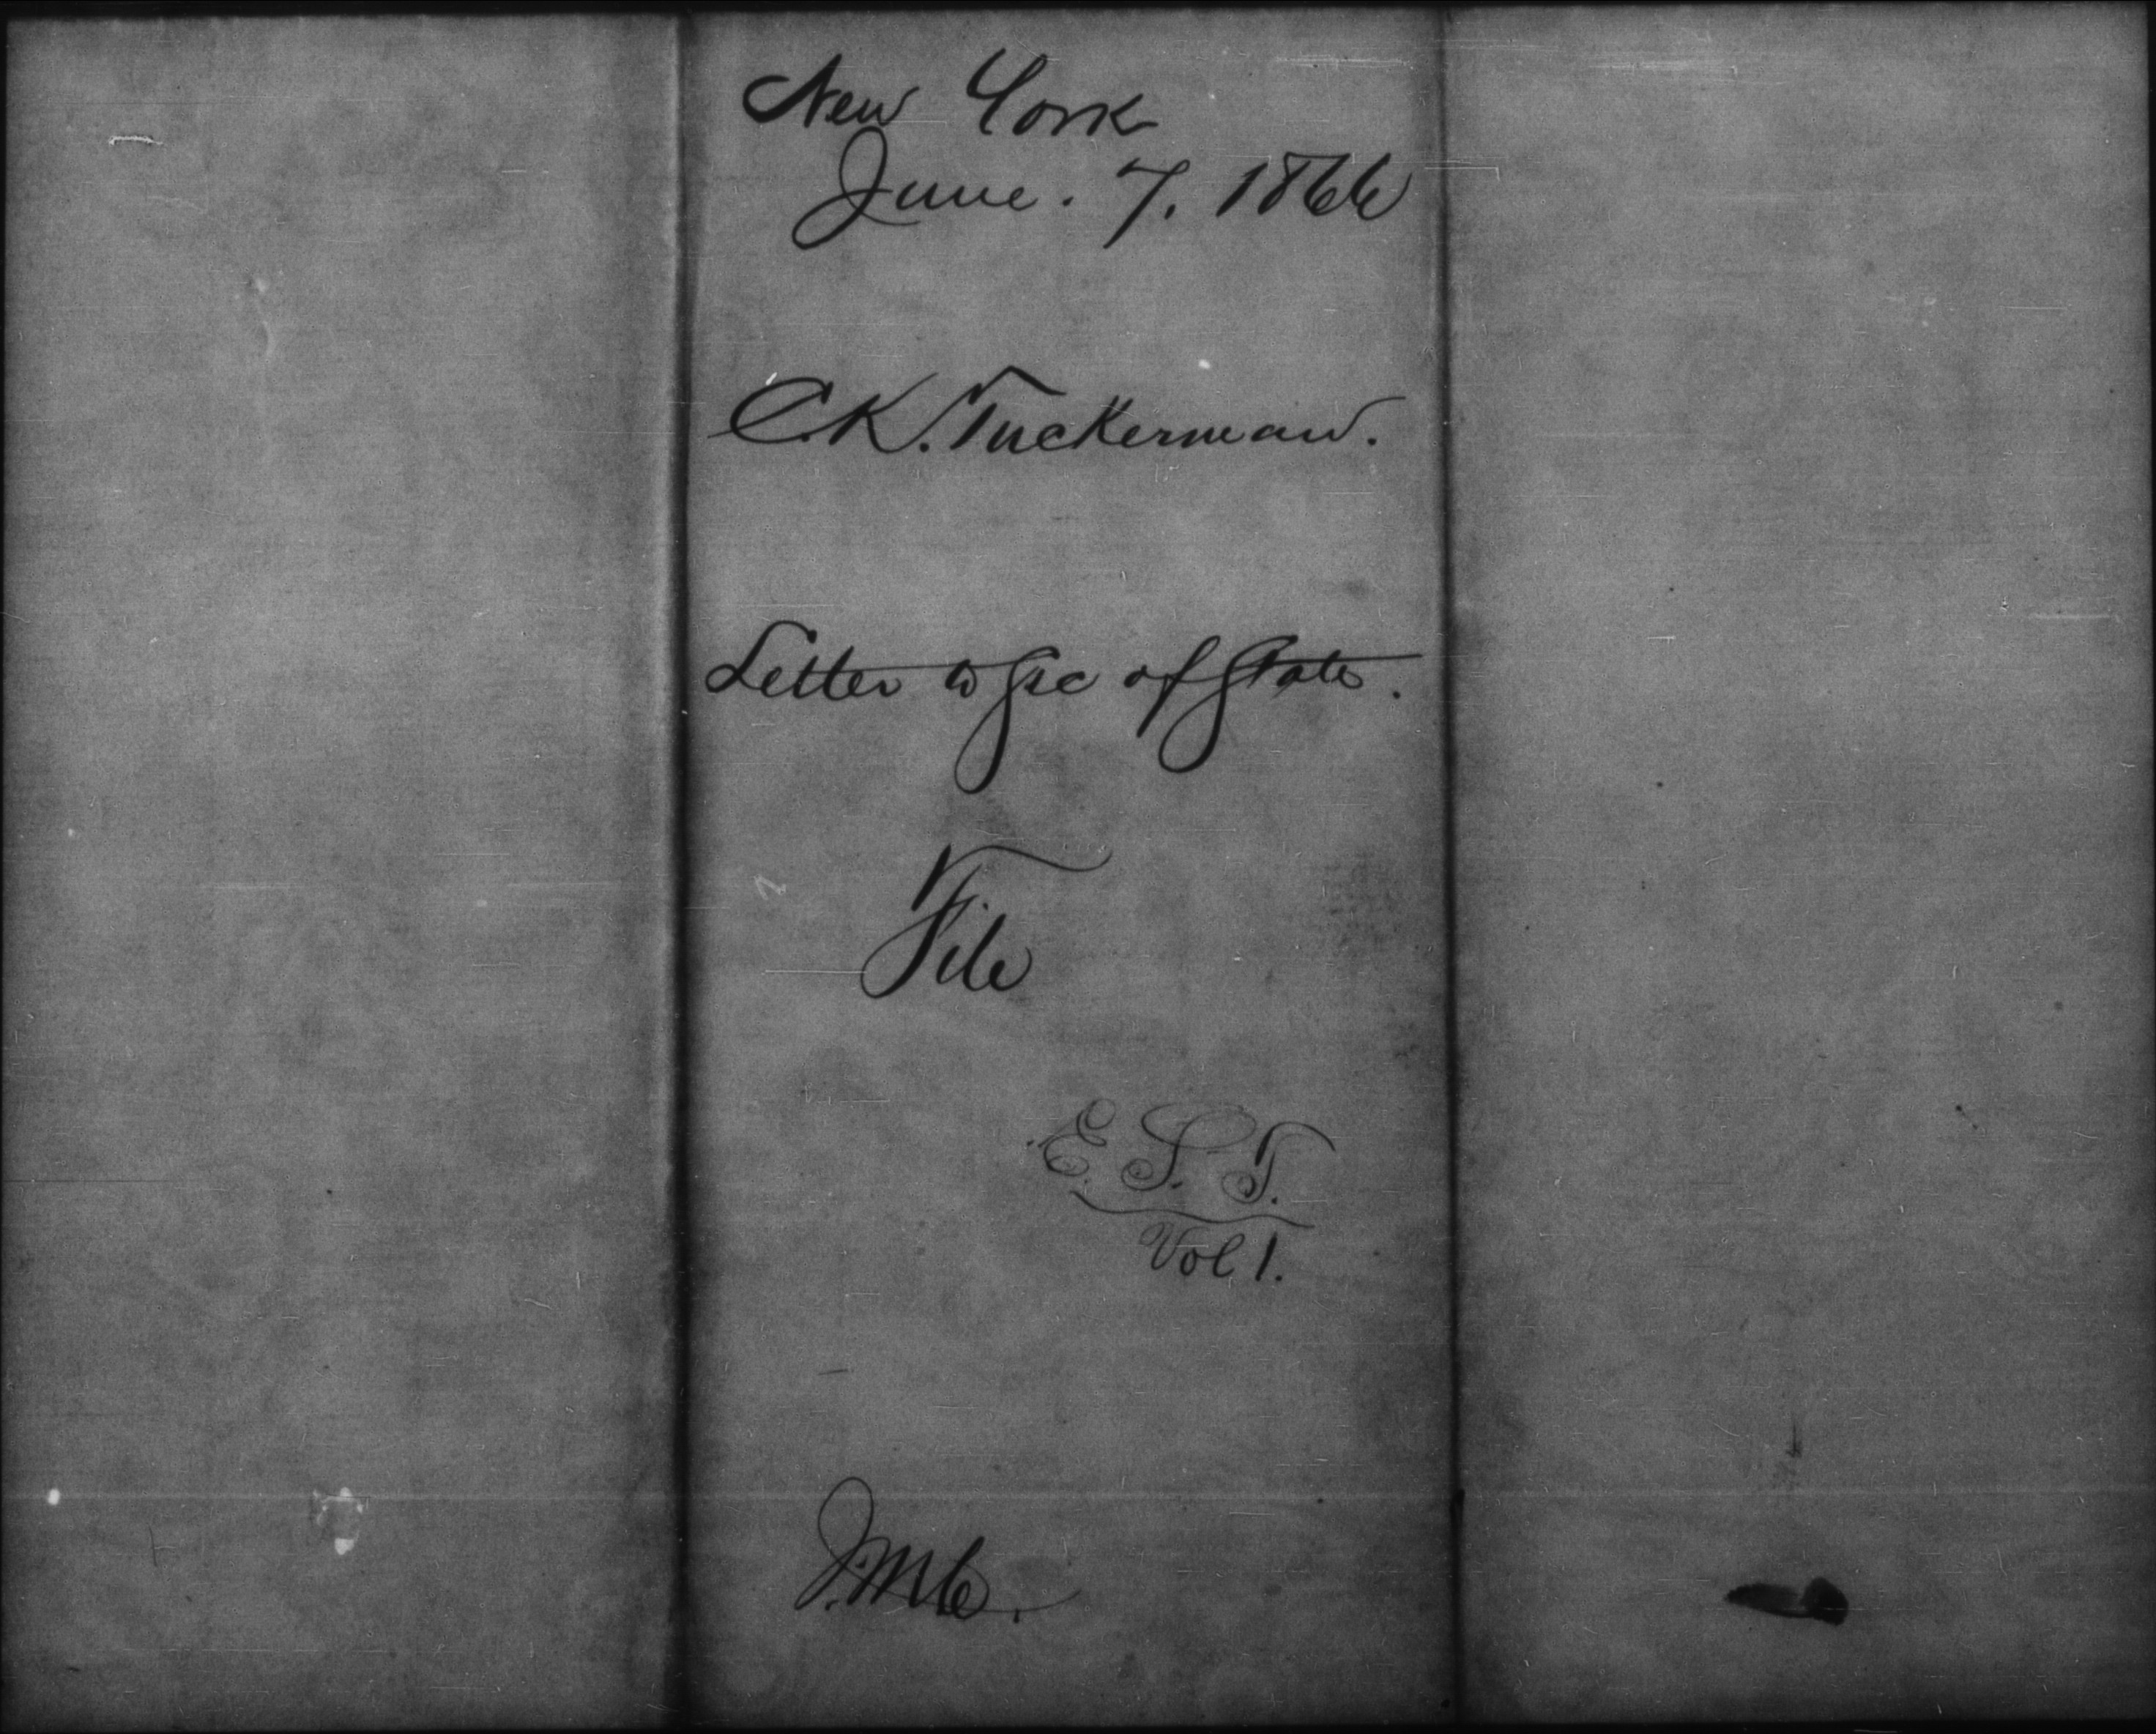 New York
June. 7. 1866
C.K. Tuckerman.
Letter to Sec of State.
File
E. S. T.
Vol 1.